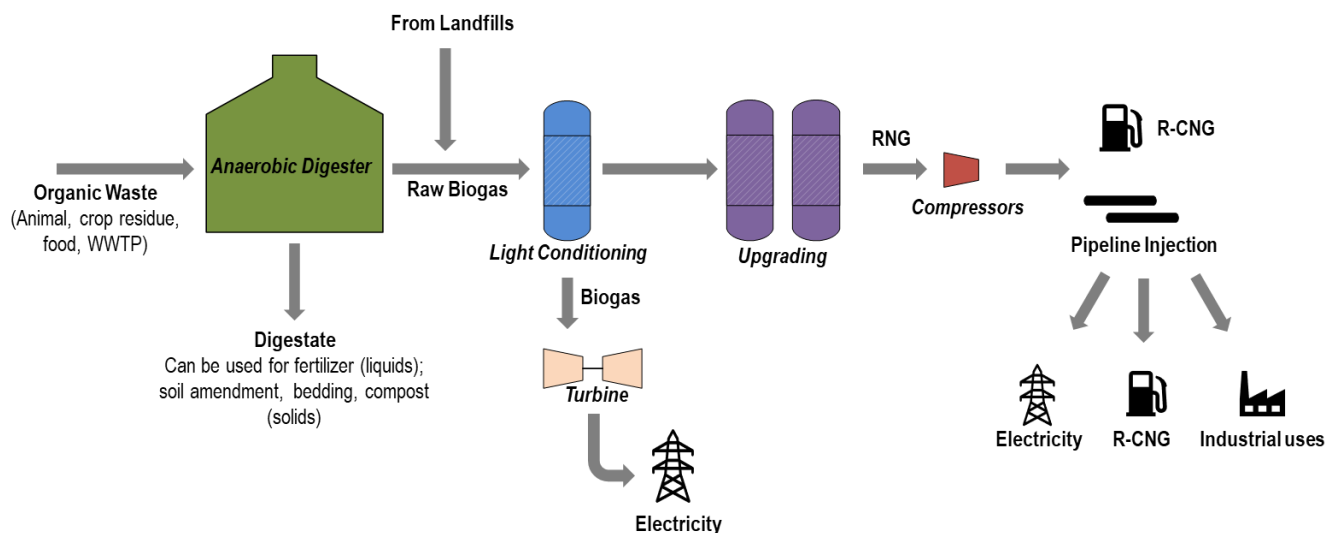 From Landfills
Anaerobic Digester
Organic Waste
(Animal, crop residue,
food, WWTP)
Raw Biogas
Light Conditioning
Upgrading
RNG
Compressors
R-CNG
Pipeline Injection
Biogas
Digestate
Can be used for fertilizer (liquids);
soil amendment, bedding, compost
(solids)
Turbine
Electricity
Electricity
R-CNG
Industrial uses